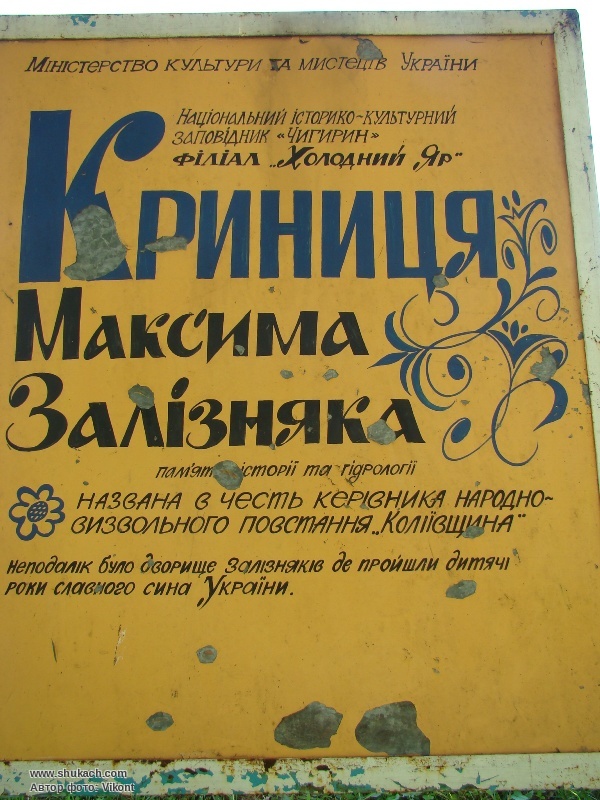 Міністерство культури та мистецтв України
Національний історико-культурний
заповідник «Чигирин»
філіал „Холодний Яр"
Криниця
Максима
Залізняка
історії та гідрології
названа в честь керівника народно-
визвольного повстання „Коліївщина"
неподалік було дворище Залізняків де пройшли дитячі
роки славного сина України.
www.shukach.com
Автор фото: Vikont